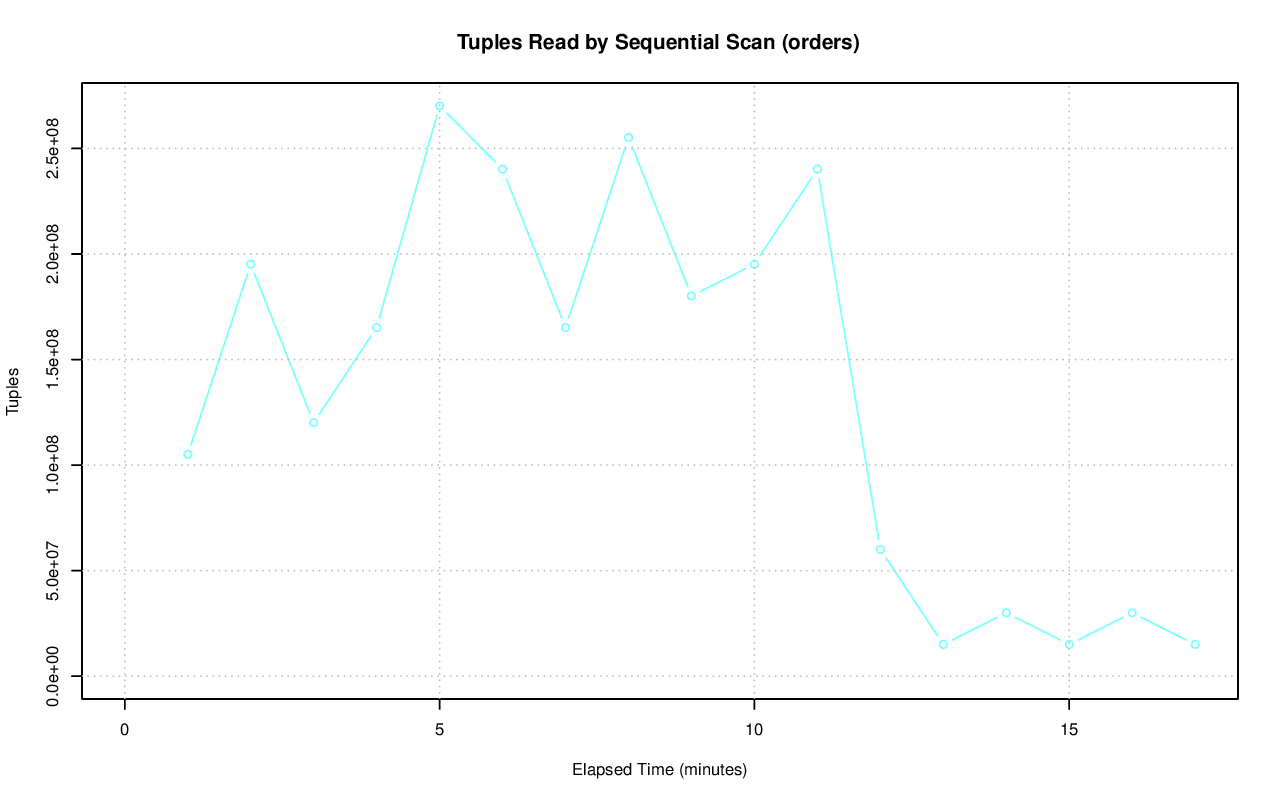 Tuples Read by Sequential Scan (orders)
Tuples
2.5e+08
2.0e+08
1.5e+08
1.0e+08
5.0e+07
0.0e+00
0 5 10 15
Elapsed Time (minutes)